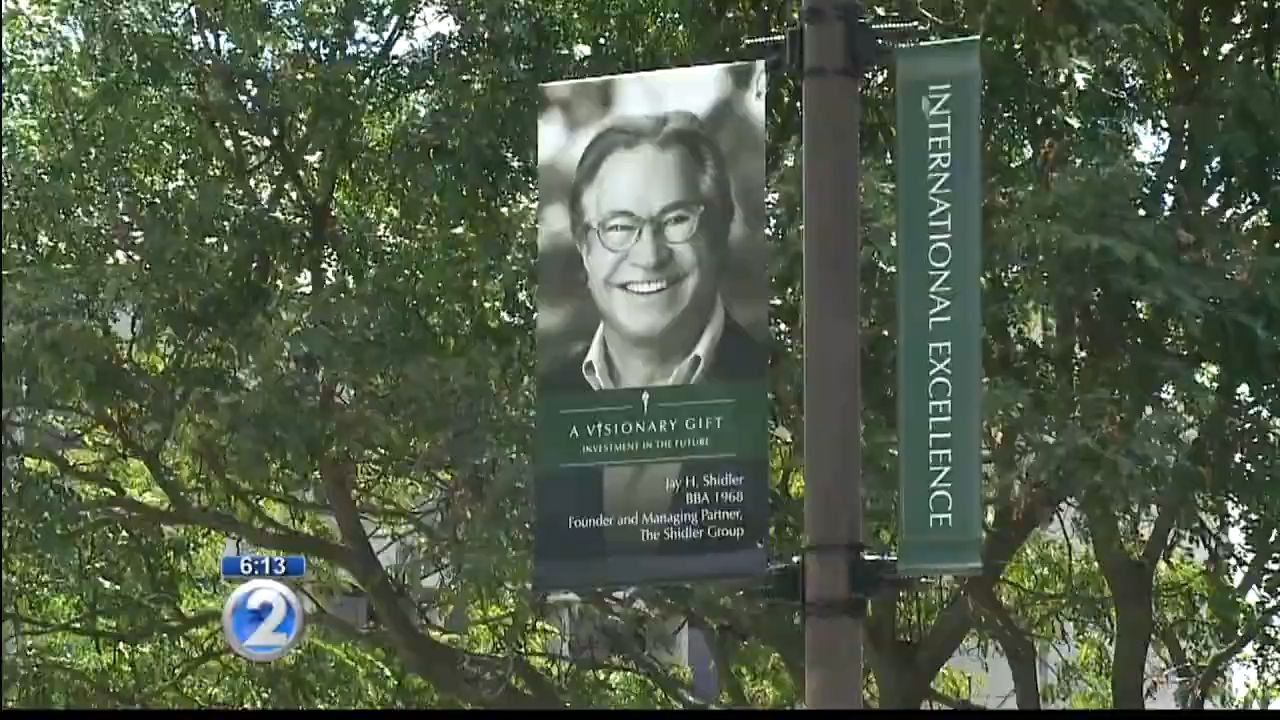 A VISIONARY GIFT
INVESTMENT IN THE FUTURE
Jay H. Shidler
BBA 1968
Founder and Managing Partner,
The Shidler Group
INTERNATIONAL EXCELLENCE
6:13
2